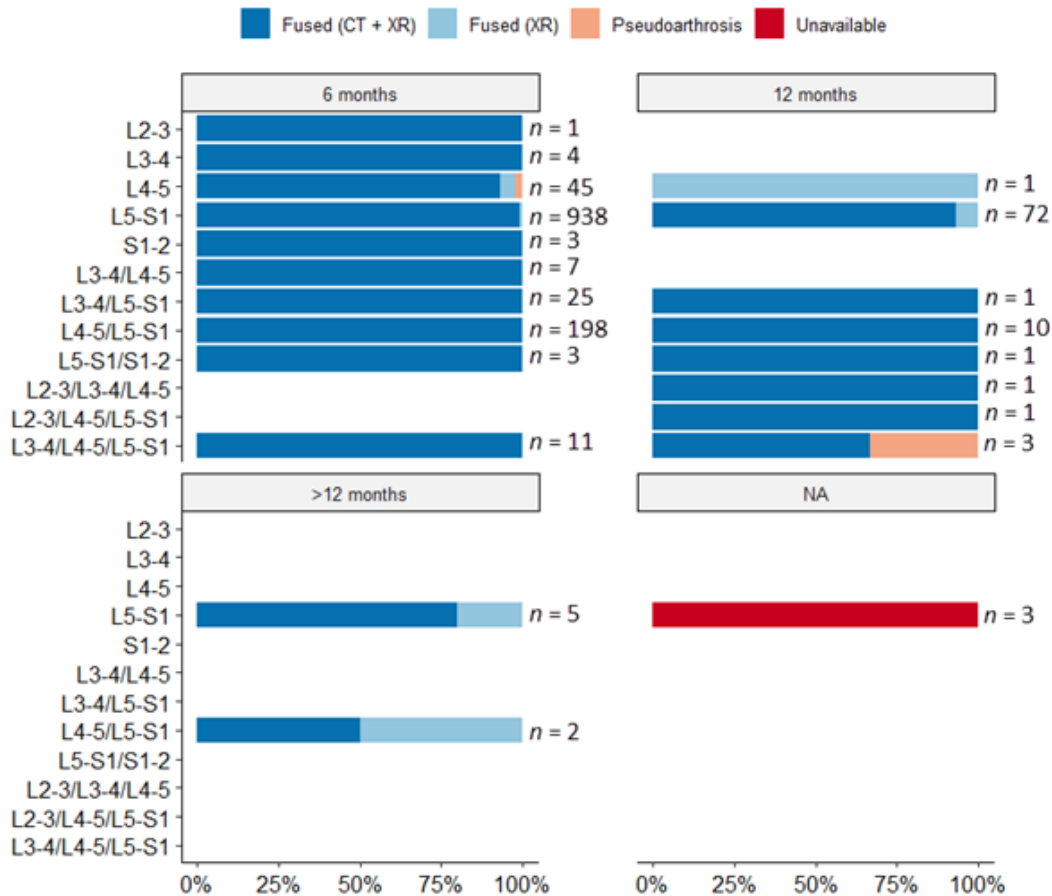 Fused (CT + XR) Fused (XR) Pseudoarthrosis Unavailable
6 months 12 months
L2-3 n = 1
L3-4 n = 4
L4-5 n = 45 n = 1
L5-S1 n = 938 n = 72
S1-2 n = 3
L3-4/L4-5 n = 7
L3-4/L5-S1 n = 25 n = 1
L4-5/L5-S1 n = 198 n = 10
L5-S1/S1-2 n = 3 n = 1
L2-3/L3-4/L4-5 n = 1
L2-3/L4-5/L5-S1 n = 1
L3-4/L4-5/L5-S1 n = 11 n = 3
>12 months NA
L2-3
L3-4
L4-5
L5-S1 n = 5 n = 3
S1-2
L3-4/L4-5
L3-4/L5-S1
L4-5/L5-S1 n = 2
L5-S1/S1-2
L2-3/L3-4/L4-5
L2-3/L4-5/L5-S1
L3-4/L4-5/L5-S1
0% 25% 50% 75% 100% 0% 25% 50% 75% 100%